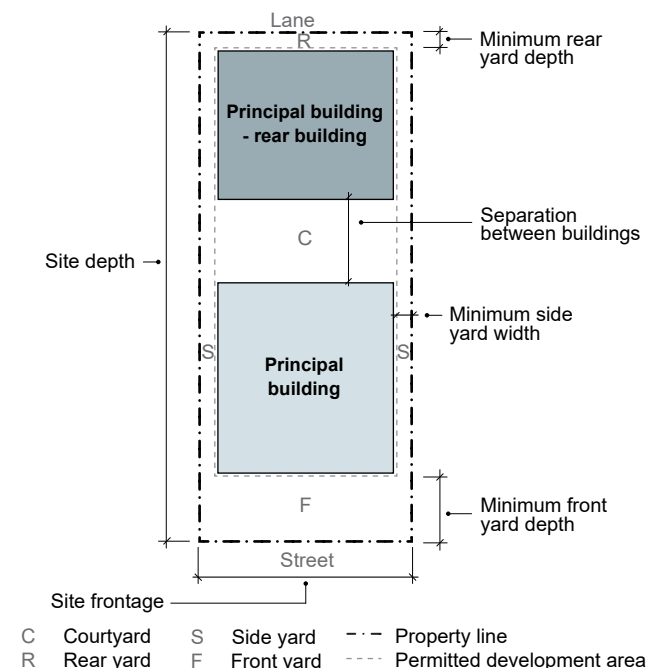 Lane
R
Minimum rear
yard depth
Principal building
- rear building
Separation
between buildings
C
Site depth
Minimum side
yard width
S
S
Principal
building
F
Minimum front
yard depth
Street
Site frontage
C Courtyard S Side yard Property line
R Rear yard F Front yard Permitted development area